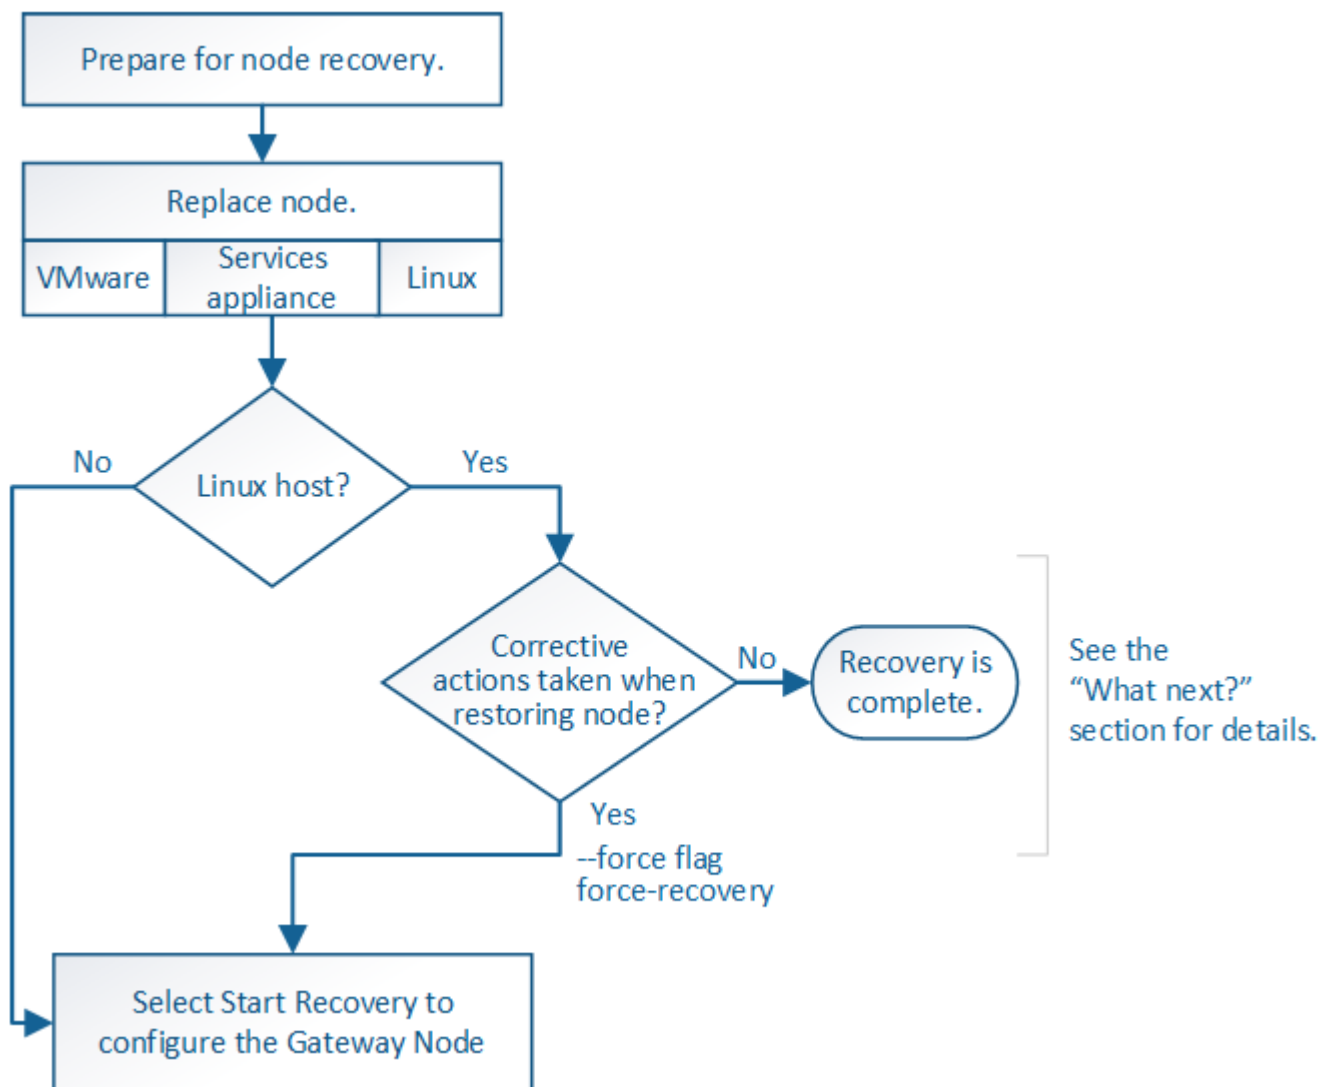 Prepare for node recovery.
Replace node.
VMware
Services
appliance
Linux
No
Yes
Linux host?
Corrective
actions taken when
restoring node?
No
Recovery is
complete.
See the
“What next?”
section for details.
Yes
--force flag
force-recovery
Select Start Recovery to
configure the Gateway Node